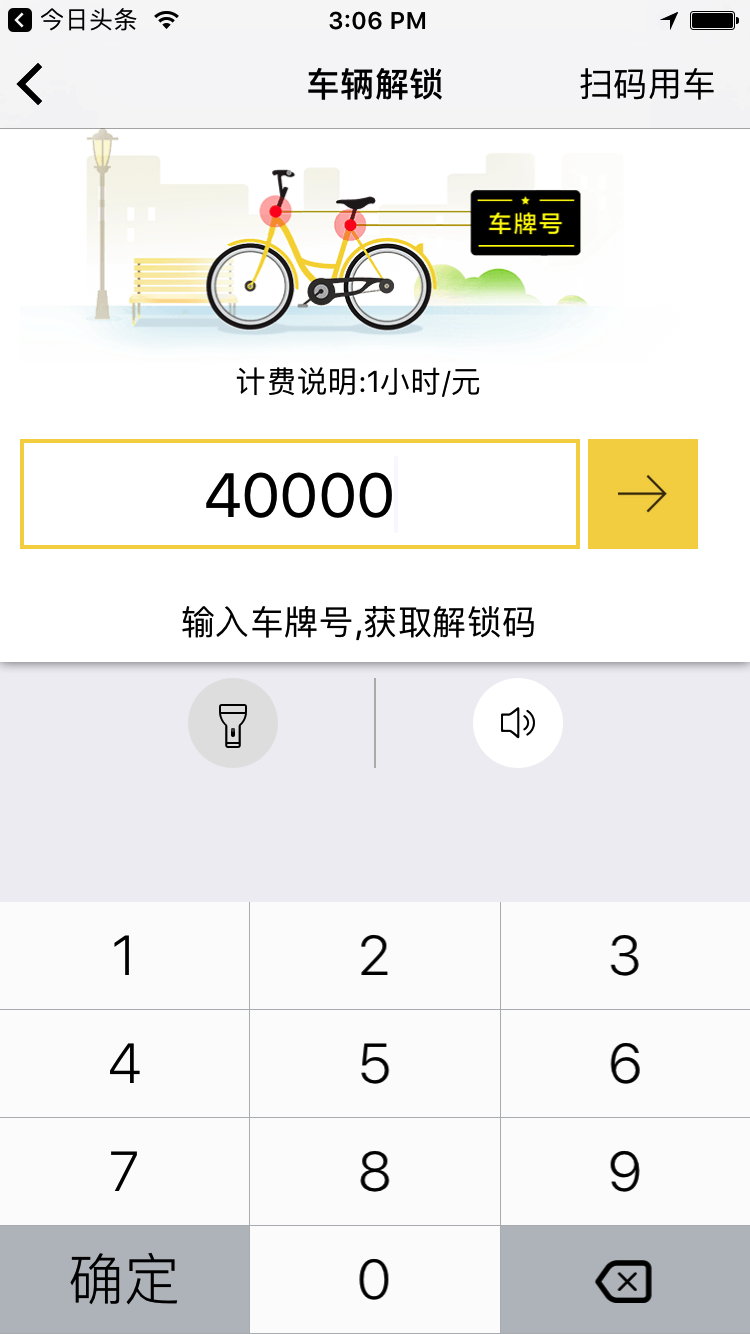 今日头条 3:06 PM
车辆解锁 扫码用车
车牌号
计费说明:1小时/元
40000
输入车牌号,获取解锁码
1 2 3
4 5 6
7 8 9
确定 0